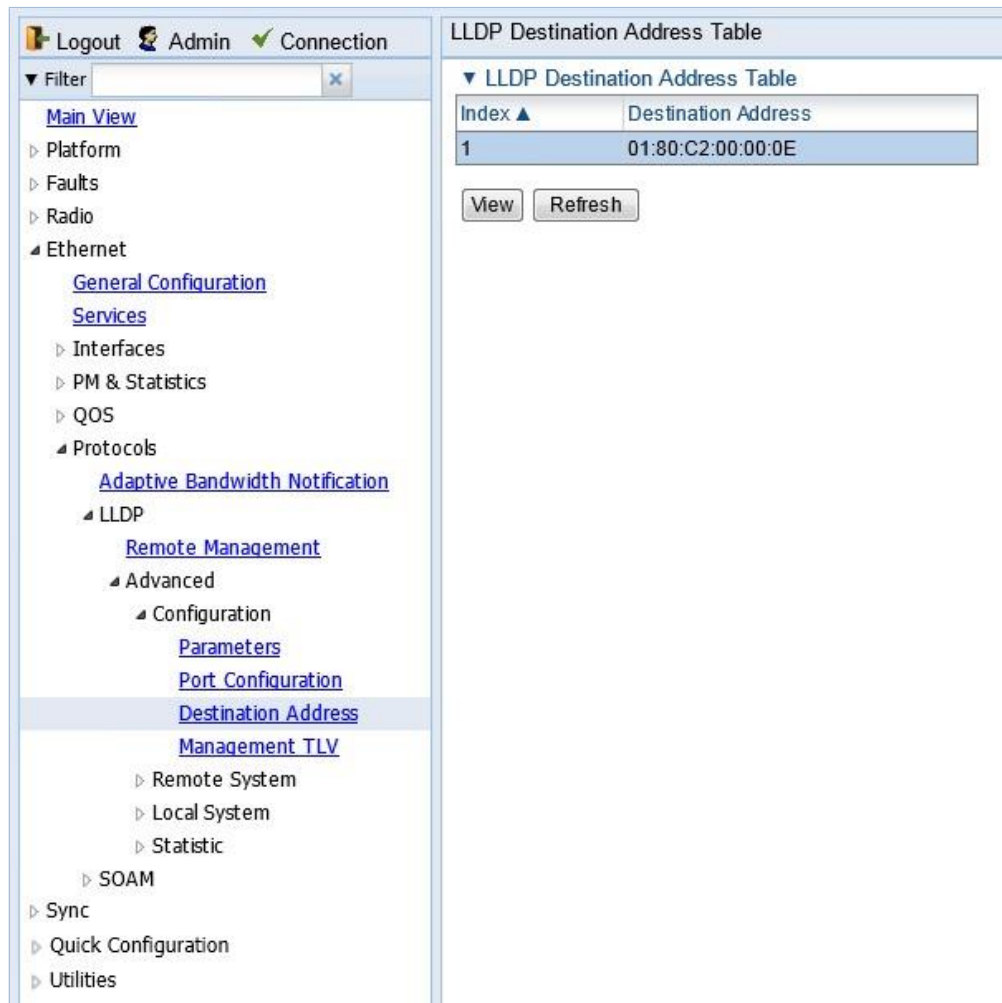 Logout Admin Connection
Filter
Main View
Platform
Faults
Radio
Ethernet
General Configuration
Services
Interfaces
PM & Statistics
QOS
Protocols
Adaptive Bandwidth Notification
LLDP
Remote Management
Advanced
Configuration
Parameters
Port Configuration
Destination Address
Management TLV
Remote System
Local System
Statistic
SOAM
Sync
Quick Configuration
Utilities
LLDP Destination Address Table
LLDP Destination Address Table
Index ▲ Destination Address
1 01:80:C2:00:00:0E
View Refresh